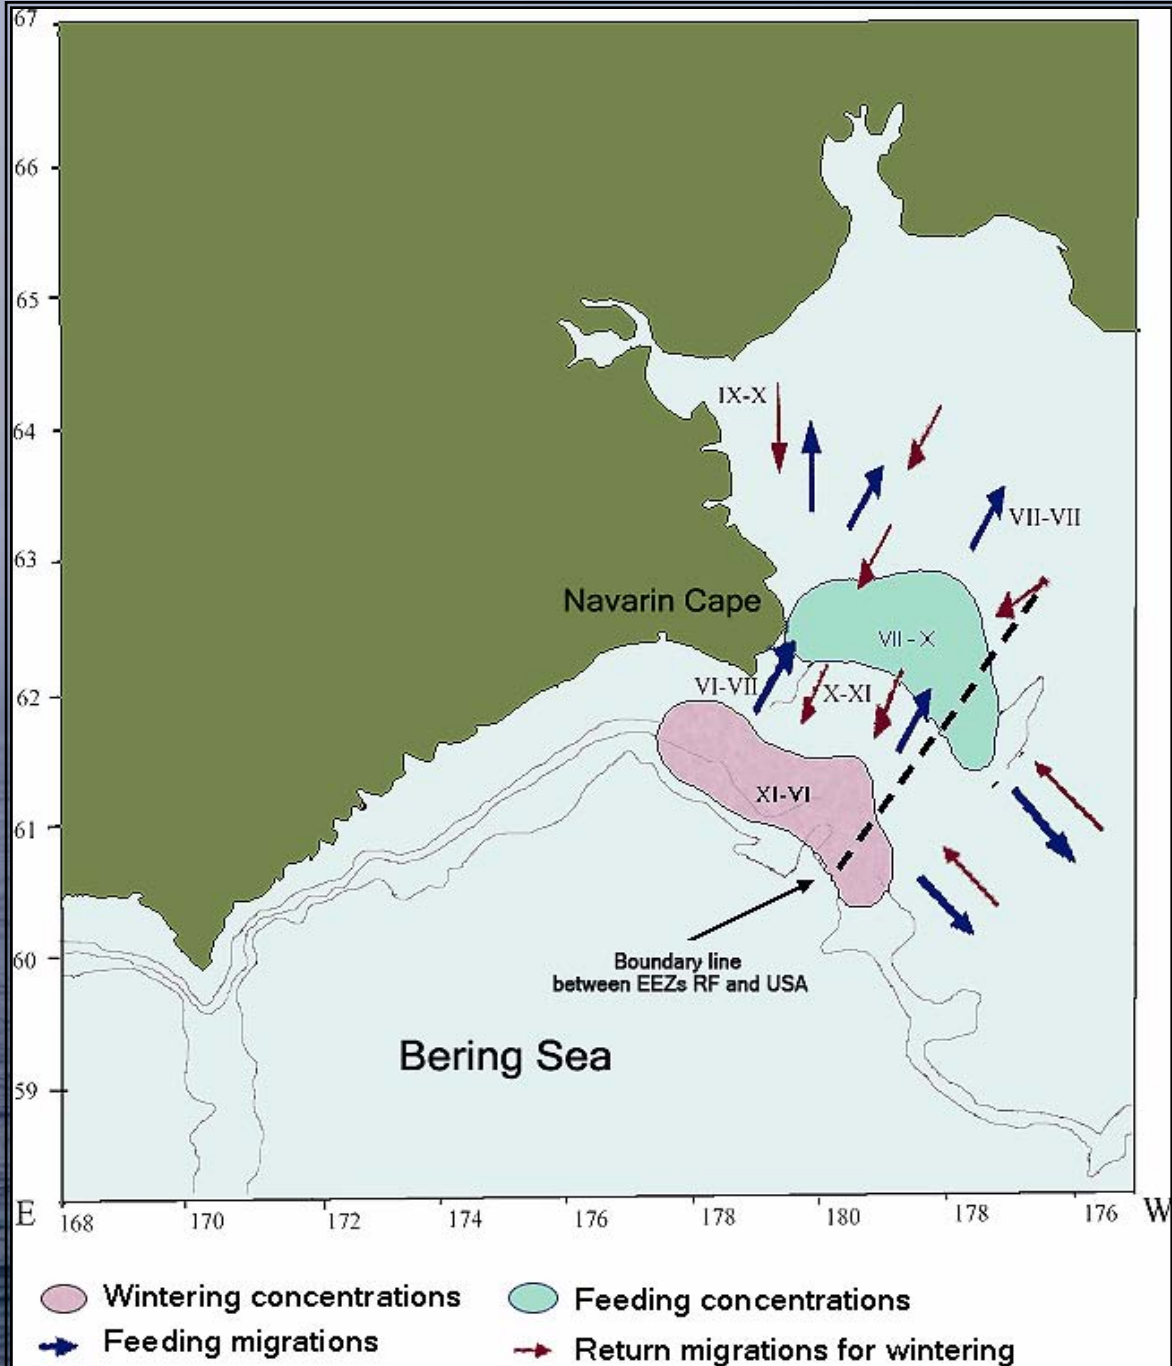 67
66
65
64
63
62
61
60
59
IX-X
VII-VII
Navarin Cape
VII-X
VI-VII
X-XI
XI-VI
Boundary line
between EEZs RF and USA
Bering Sea
E 168 170 172 174 176 178 180 178 176 W
Wintering concentrations
Feeding concentrations
Feeding migrations
Return migrations for wintering